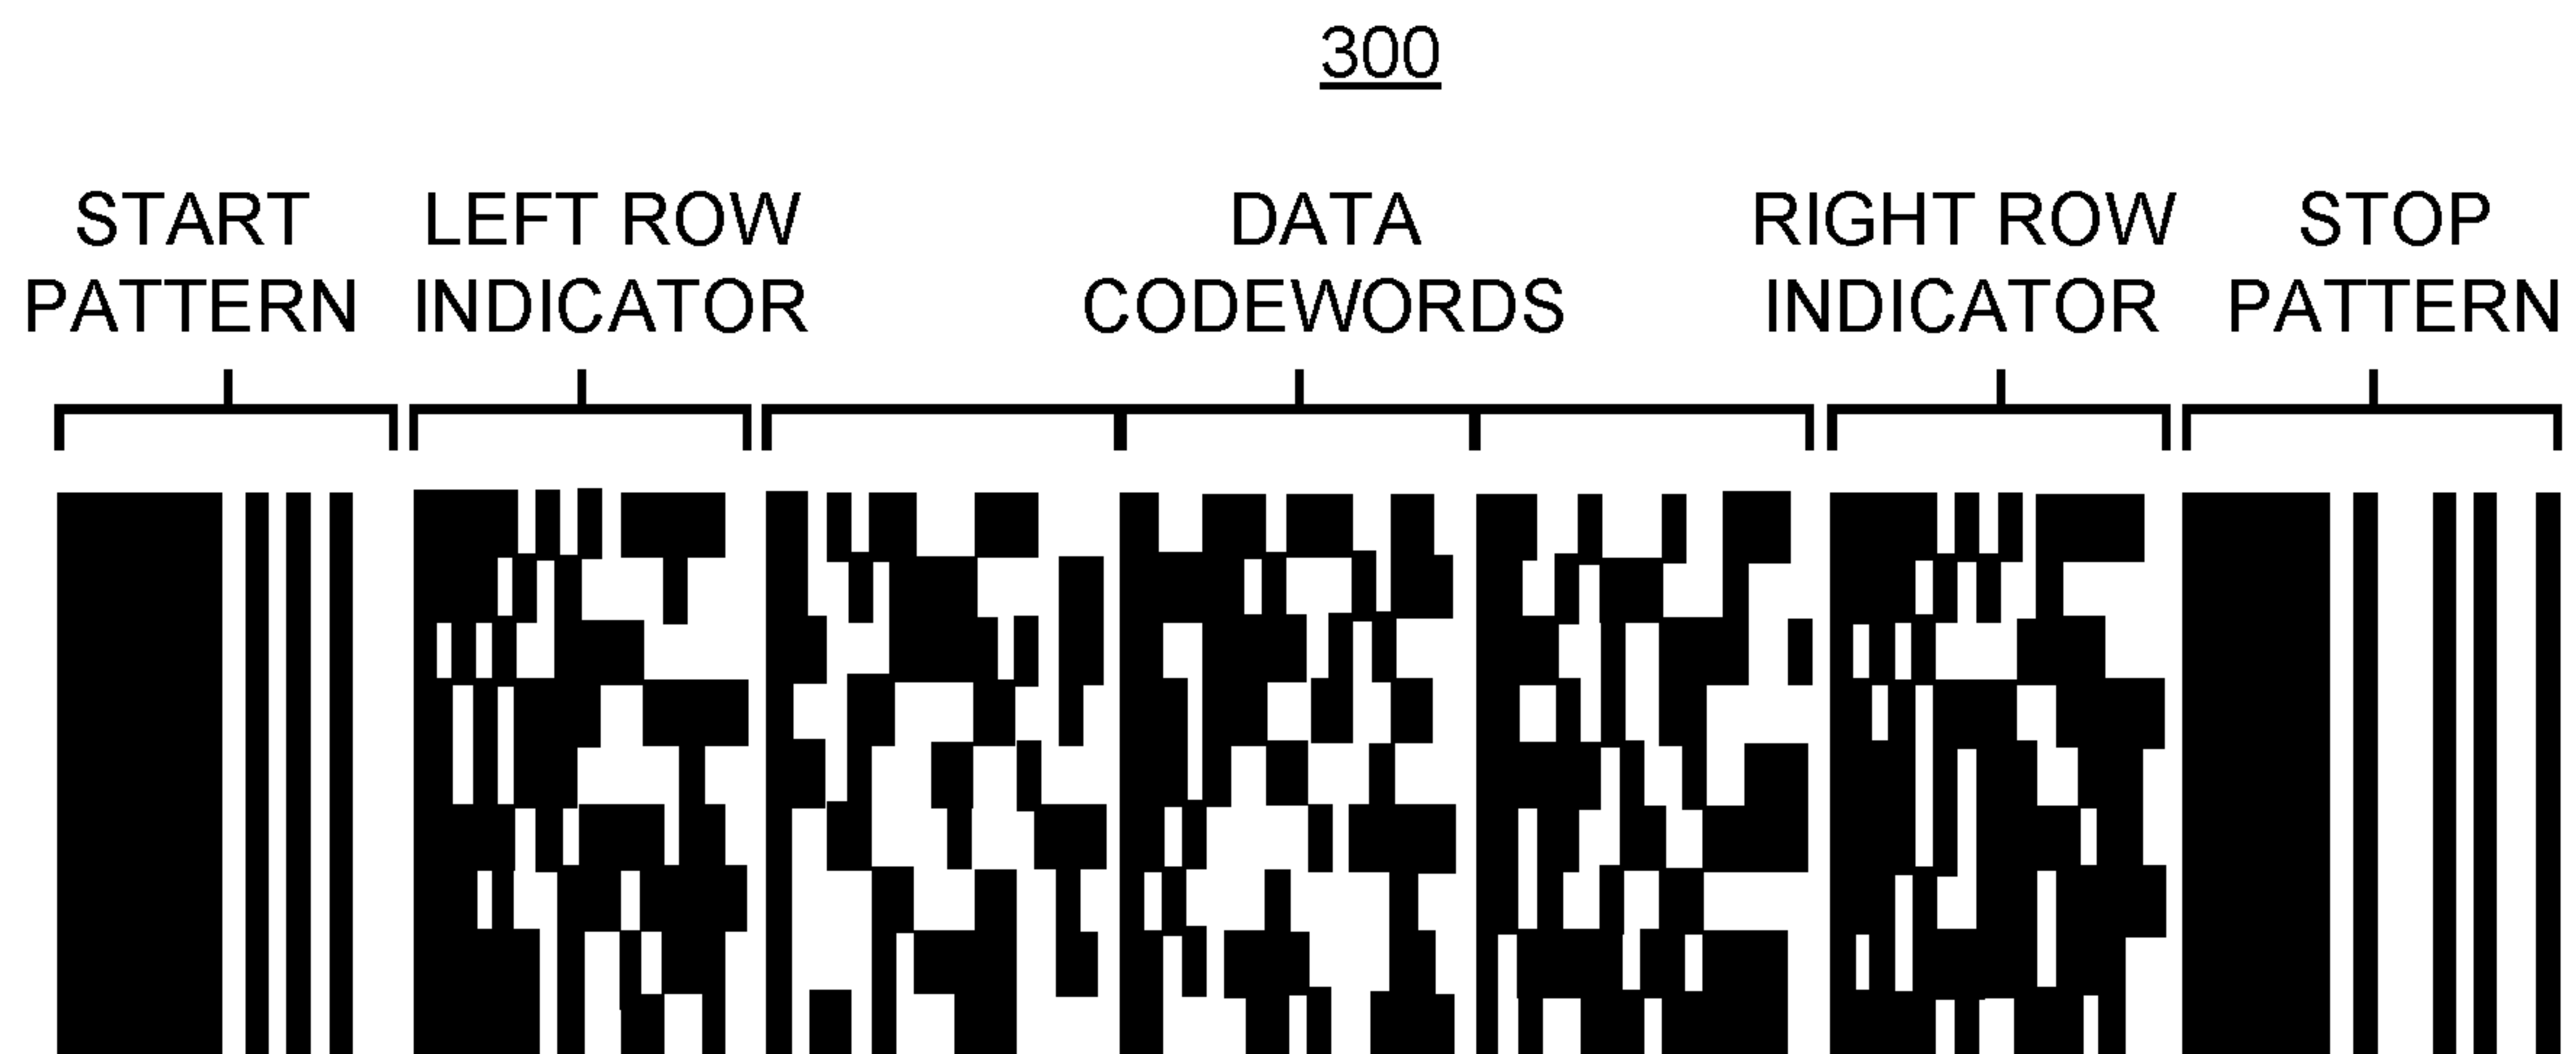 300
START PATTERN
LEFT ROW INDICATOR
DATA CODEWORDS
RIGHT ROW INDICATOR
STOP PATTERN